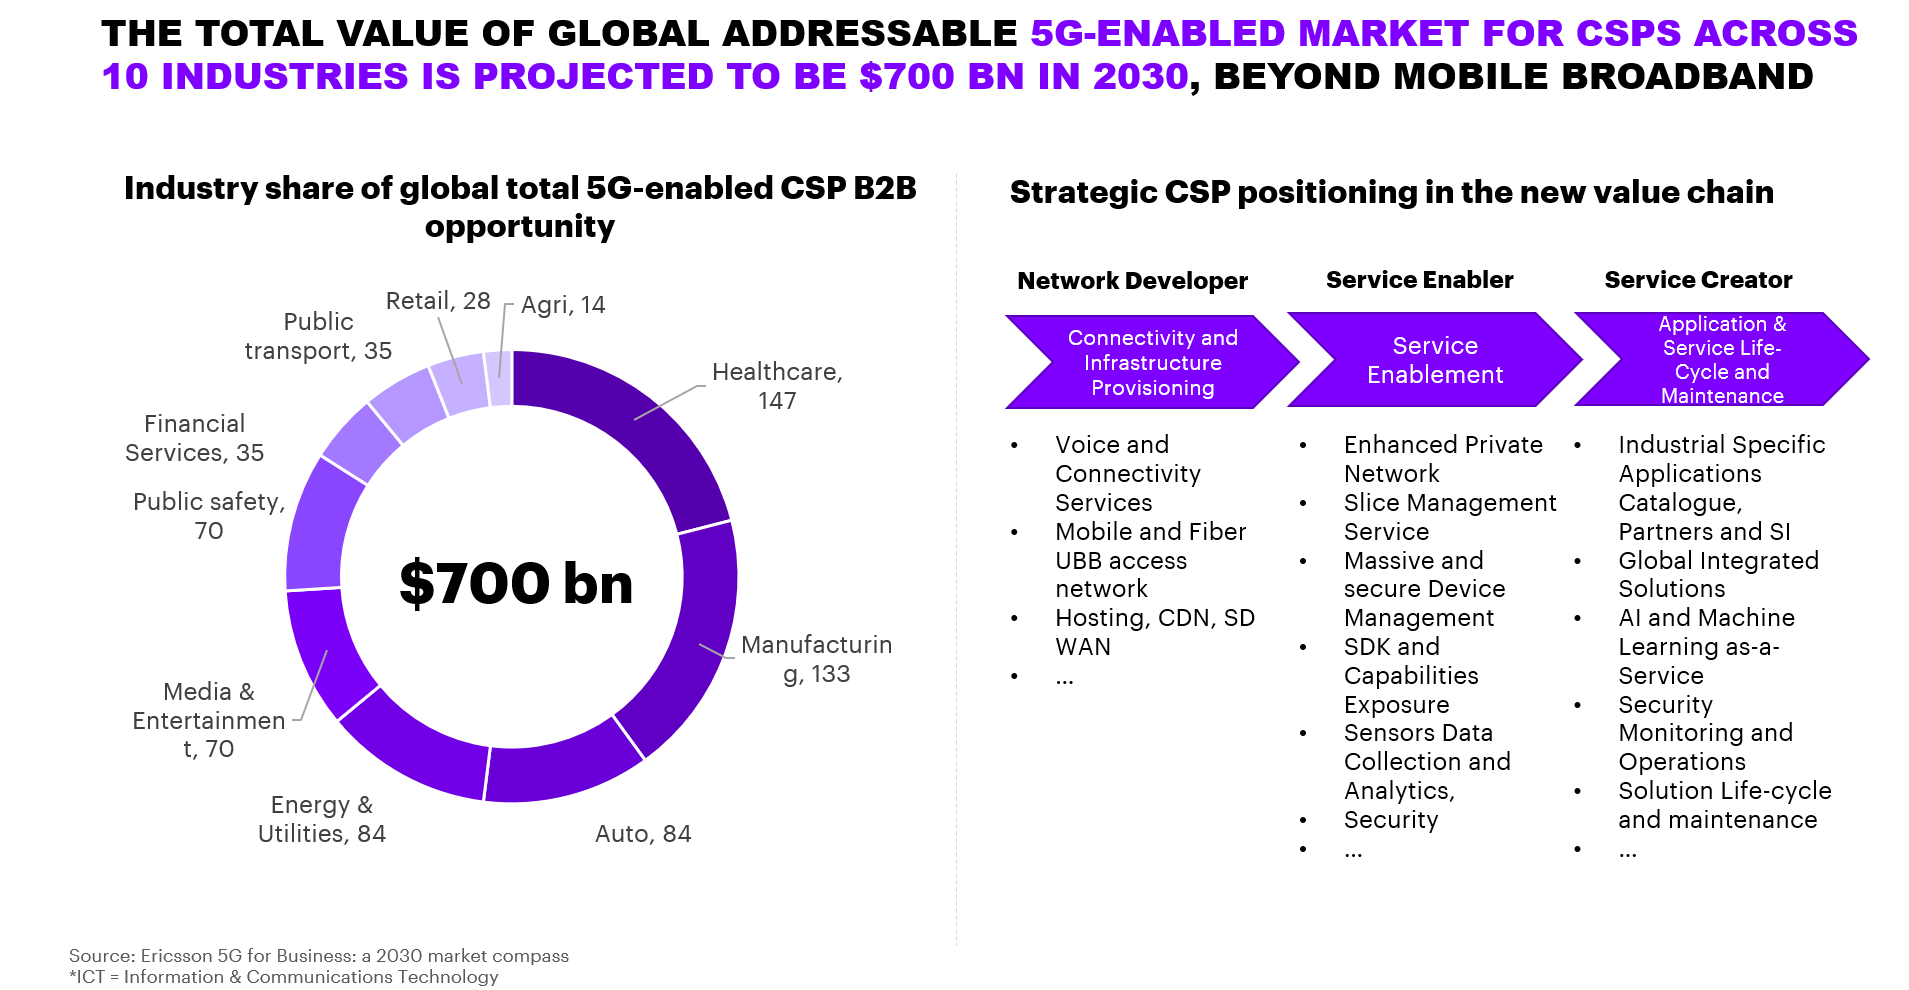 THE TOTAL VALUE OF GLOBAL ADDRESSABLE 5G-ENABLED MARKET FOR CSPS ACROSS
10 INDUSTRIES IS PROJECTED TO BE $700 BN IN 2030, BEYOND MOBILE BROADBAND
Industry share of global total 5G-enabled CSP B2B
opportunity
Retail, 28
Agri, 14
Public
transport, 35
Healthcare,
147
Financial
Services, 35
Public safety,
70
$700 bn
Manufacturin
g, 133
Media &
Entertainmen
t, 70
Energy &
Utilities, 84
Auto, 84
Strategic CSP positioning in the new value chain
Network Developer
Connectivity and
Infrastructure
Provisioning
• Voice and
Connectivity
Services
• Mobile and Fiber
UBB access
network
• Hosting, CDN, SD
WAN
• ...
Service Enabler
Service
Enablement
• Enhanced Private
Network
• Slice Management
Service
• Massive and
secure Device
Management
• SDK and
Capabilities
Exposure
• Sensors Data
Collection and
Analytics,
• Security
• ...
Service Creator
Application &
Service Life-
Cycle and
Maintenance
• Industrial Specific
Applications
Catalogue,
Partners and SI
• Global Integrated
Solutions
• AI and Machine
Learning as-a-
Service
• Security
Monitoring and
Operations
• Solution Life-cycle
and maintenance
• ...
Source: Ericsson 5G for Business: a 2030 market compass
*ICT = Information & Communications Technology